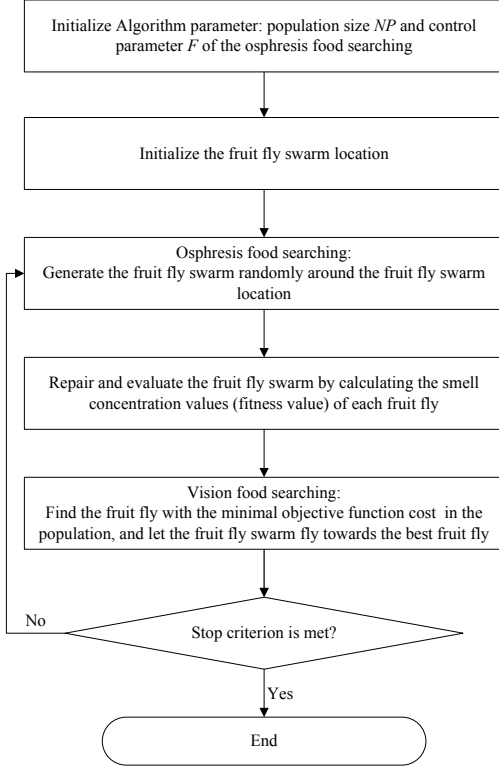 Initialize Algorithm parameter: population size NP and control
parameter F of the osphresis food searching
Initialize the fruit fly swarm location
Osphresis food searching:
Generate the fruit fly swarm randomly around the fruit fly swarm
location
Repair and evaluate the fruit fly swarm by calculating the smell
concentration values (fitness value) of each fruit fly
Vision food searching:
Find the fruit fly with the minimal objective function cost in the
population, and let the fruit fly swarm fly towards the best fruit fly
No
Stop criterion is met?
Yes
End